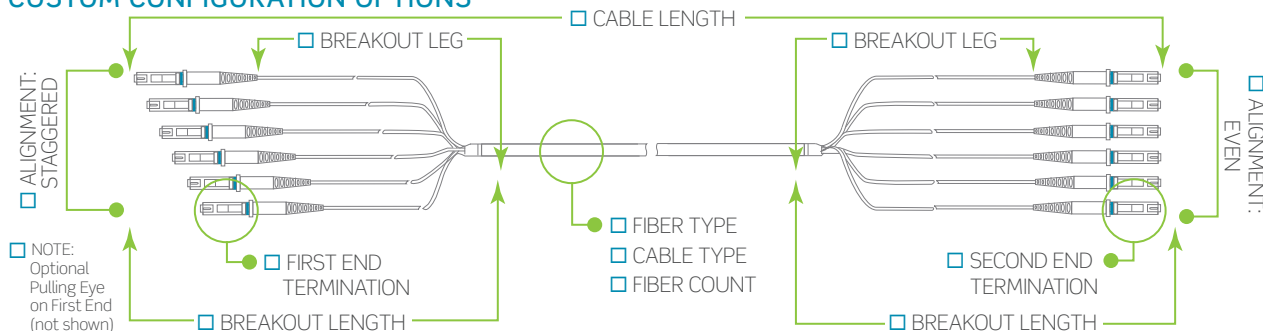 CUSTOM CONFIGURATION OPTIONS
CABLE LENGTH
BREAKOUT LEG
BREAKOUT LEG
ALIGNMENT:
STAGGERED
ALIGNMENT:
EVEN
NOTE:
Optional
Pulling Eye
on First End
(not shown)
FIRST END
TERMINATION
FIBER TYPE
CABLE TYPE
FIBER COUNT
SECOND END
TERMINATION
BREAKOUT LENGTH
BREAKOUT LENGTH